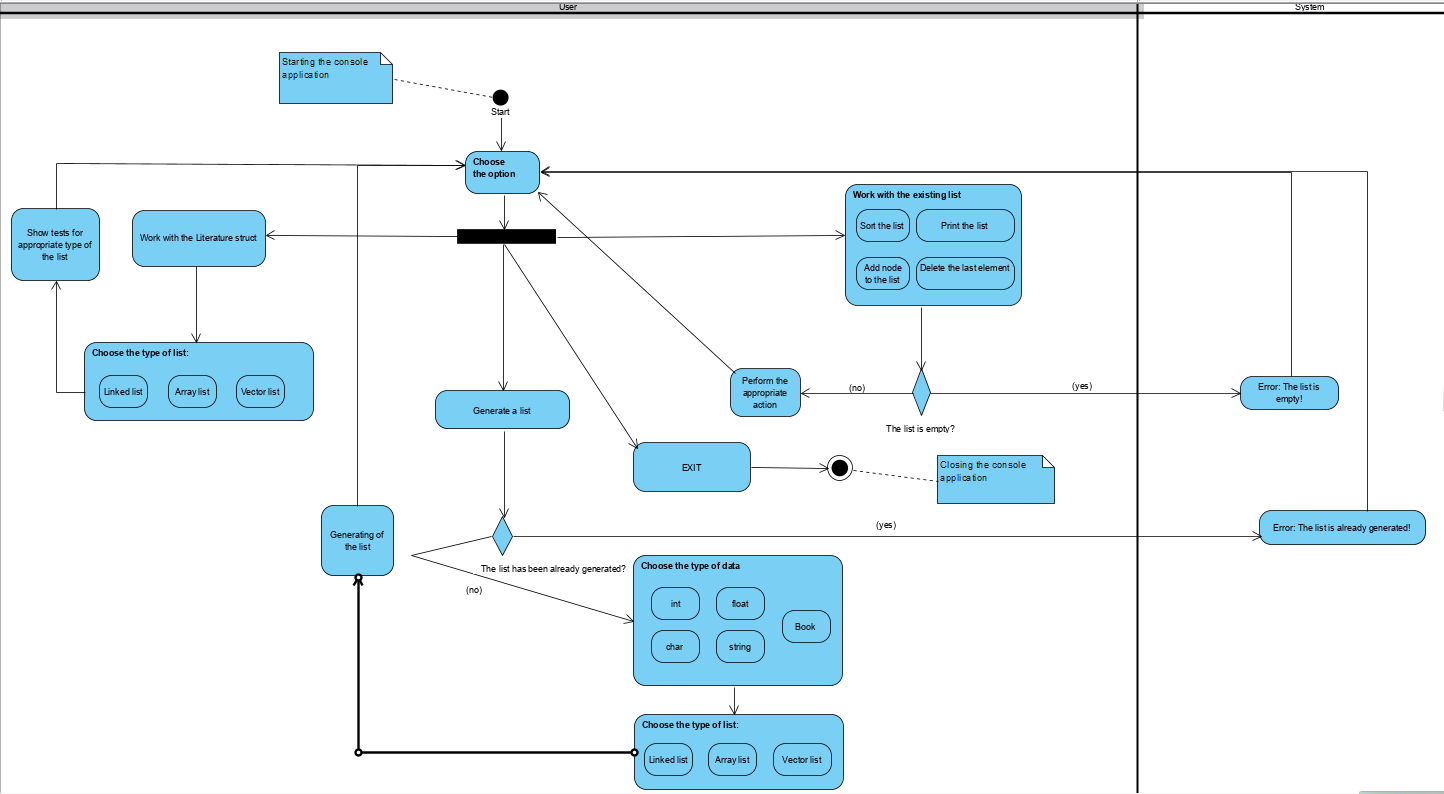 User
System
Starting the console
application
Start
Choose
the option
Work with the existing list
Sort the list
Print the list
Add node
to the list
Delete the last element
Show tests for
appropriate type of
the list
Work with the Literature struct
Choose the type of list:
Linked list
Array list
Vector list
Generate a list
Perform the
appropriate
action
(no)
(yes)
The list is empty?
Error: The list is
empty!
EXIT
Closing the console
application
Generating of
the list
(yes)
Error: The list is already generated!
The list has been already generated?
(no)
Choose the type of data
int
float
Book
char
string
Choose the type of list:
Linked list
Array list
Vector list